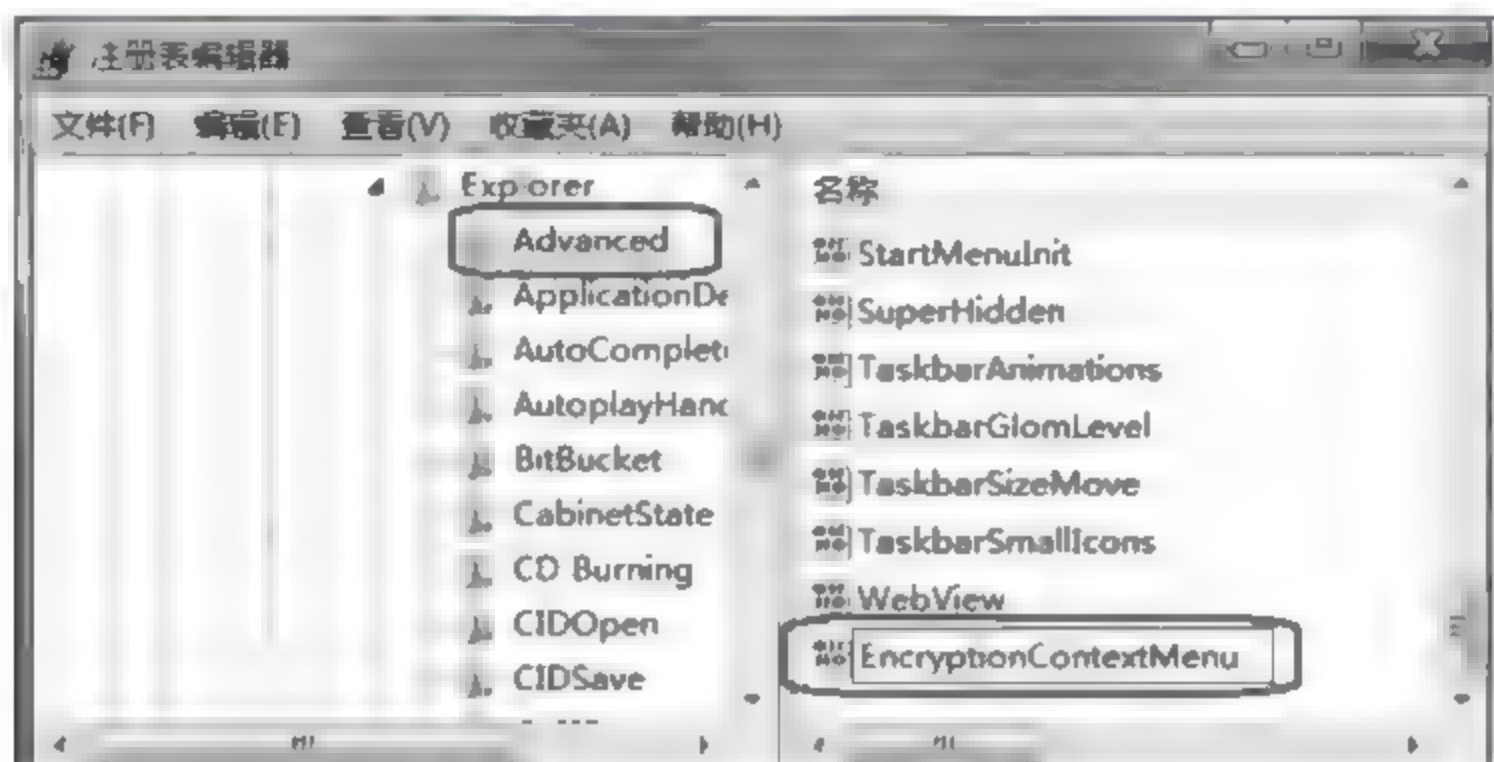 注册表编辑器
文件(F) 编辑(E) 查看(V) 收藏夹(A) 帮助(H)
Explorer
Advanced
ApplicationDe
AutoComplet
AutoplayHand
BitBucket
CabinetState
CD Burning
CIDOpen
CIDSave
名称
StartMenuInit
SuperHidden
TaskbarAnimations
TaskbarGlomLevel
TaskbarSizeMove
TaskbarSmallIcons
WebView
EncryptionContextMenu